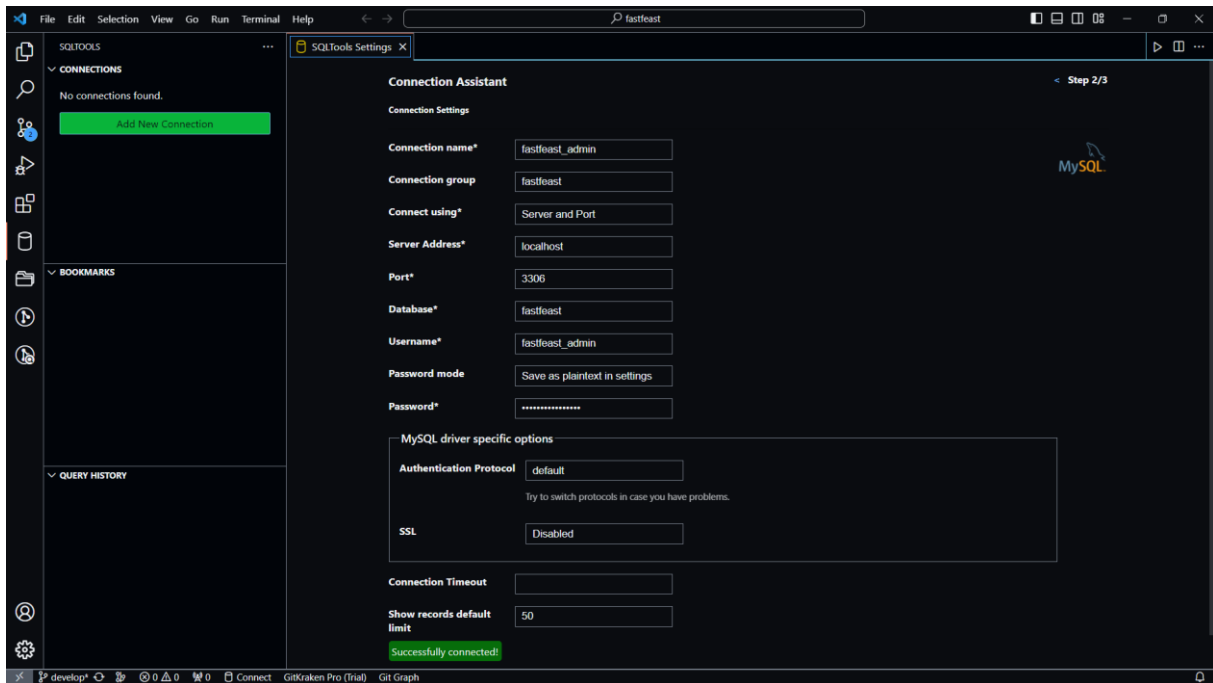 File Edit Selection View Go Run Terminal Help
fastfeast
SQLTOOLS
SQLTools Settings
CONNECTIONS
No connections found.
Add New Connection
BOOKMARKS
QUERY HISTORY
Connection Assistant
< Step 2/3
Connection Settings
MySQL.
Connection name* fastfeast_admin
Connection group fastfeast
Connect using* Server and Port
Server Address* localhost
Port* 3306
Database* fastfeast
Username* fastfeast_admin
Password mode Save as plaintext in settings
Password* ••••••••••••••••
MySQL driver specific options
Authentication Protocol default
Try to switch protocols in case you have problems.
SSL Disabled
Connection Timeout
Show records default limit 50
Successfully connected!
2
develop* 0 0 0 Connect GitKraken Pro (Trial) Git Graph